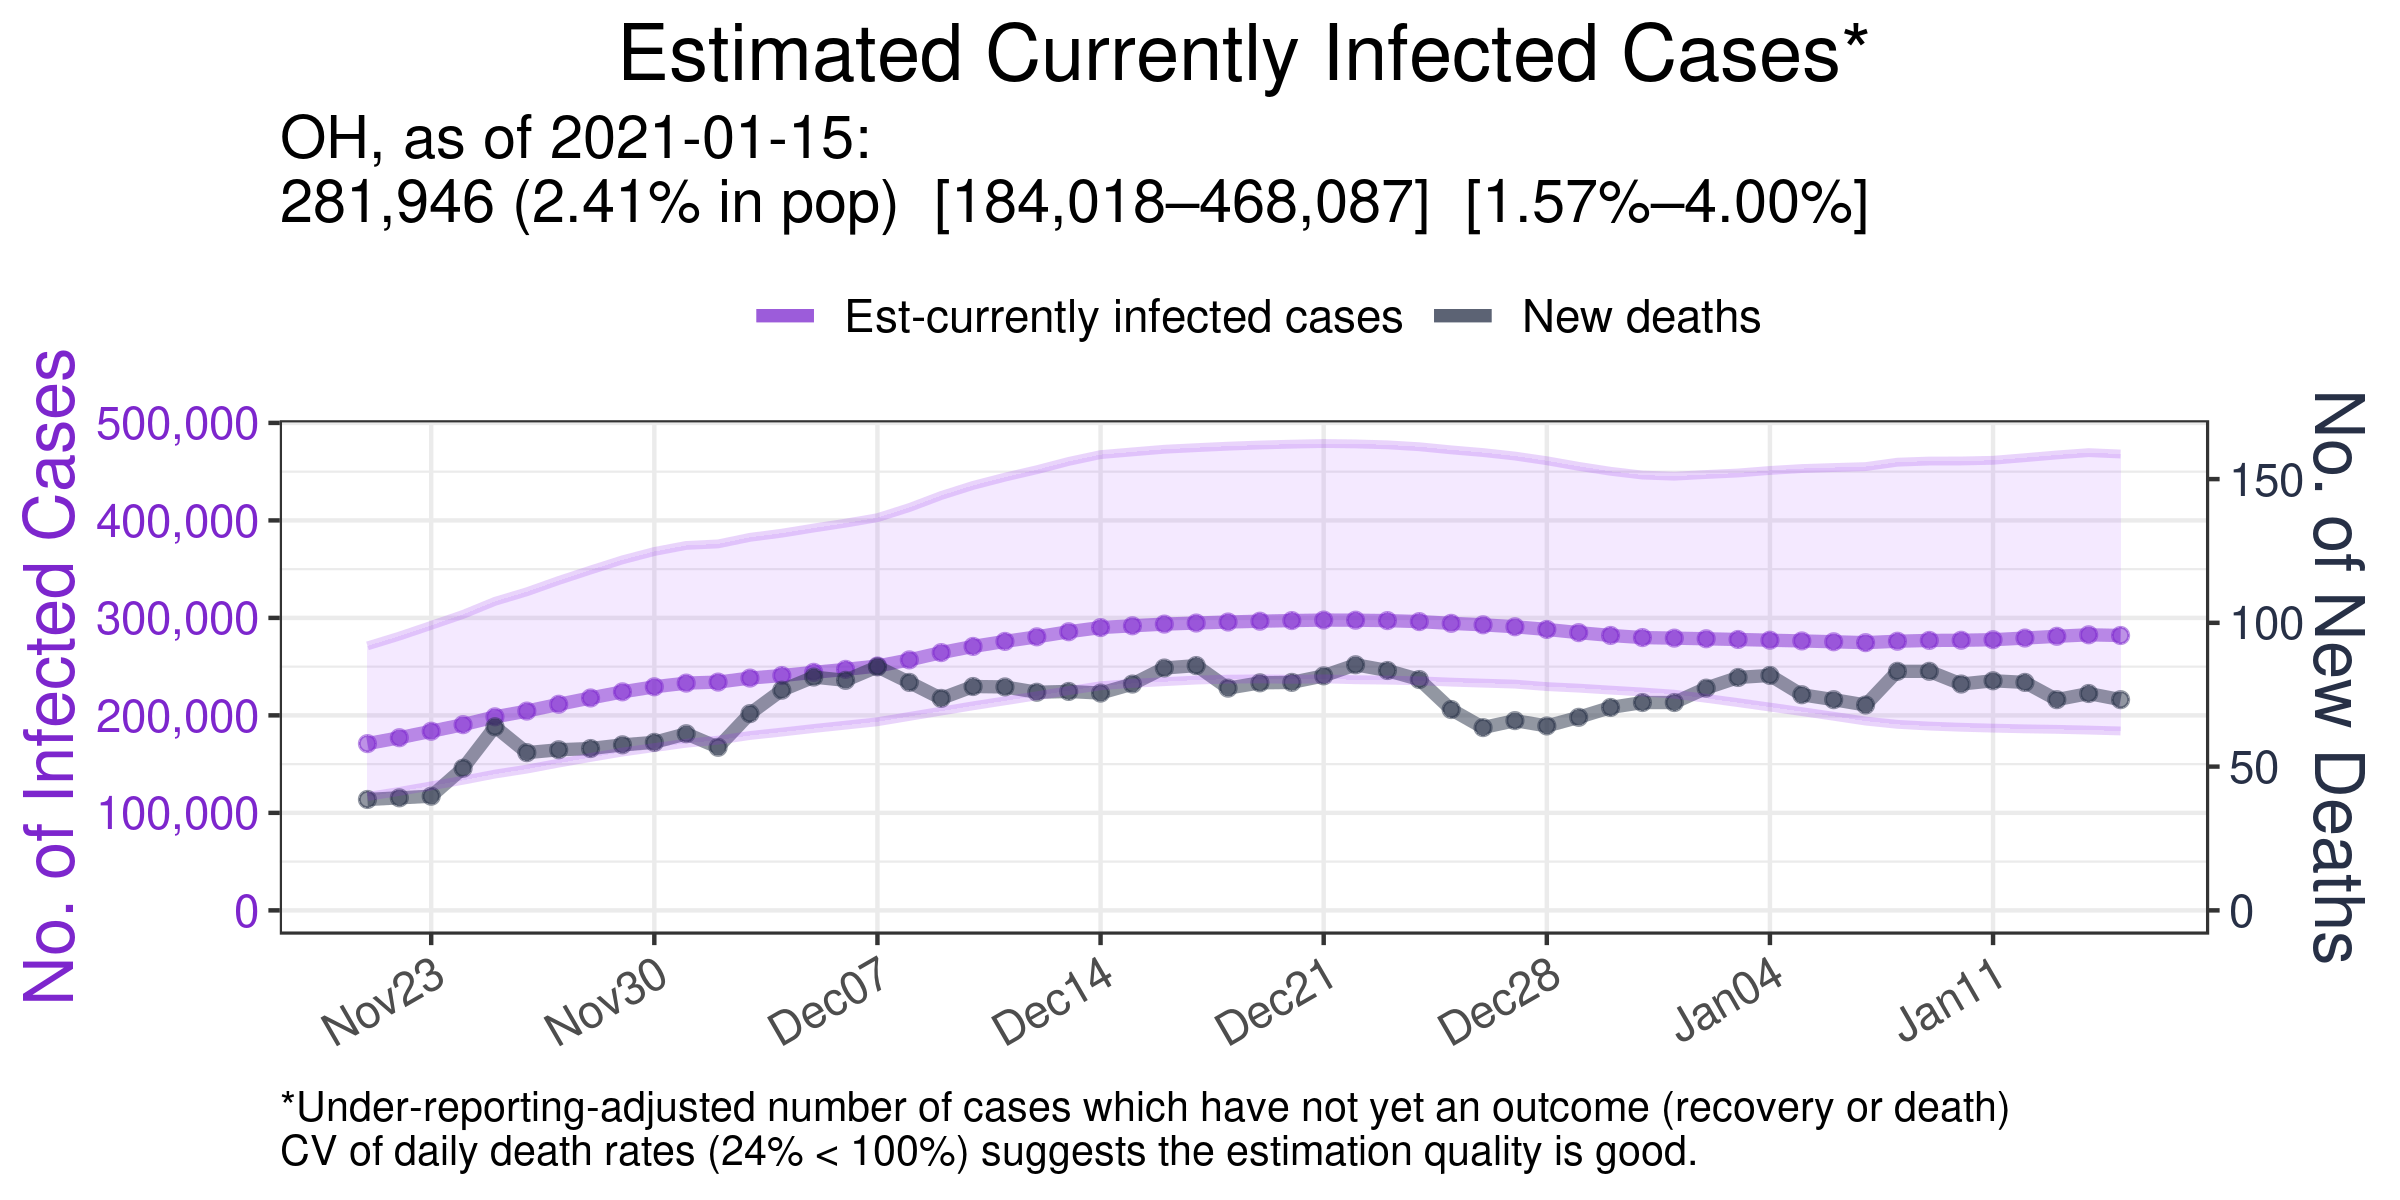 Estimated Currently Infected Cases*
OH, as of 2021-01-15:
281,946 (2.41% in pop)  [184,018–468,087]  [1.57%–4.00%]
Est-currently infected cases
New deaths
No. of Infected Cases
500,000
400,000
300,000
200,000
100,000
0
150
100
50
0
No. of New Deaths
Nov23
Nov30
Dec07
Dec14
Dec21
Dec28
Jan04
Jan11
*Under-reporting-adjusted number of cases which have not yet an outcome (recovery or death)
CV of daily death rates (24% < 100%) suggests the estimation quality is good.